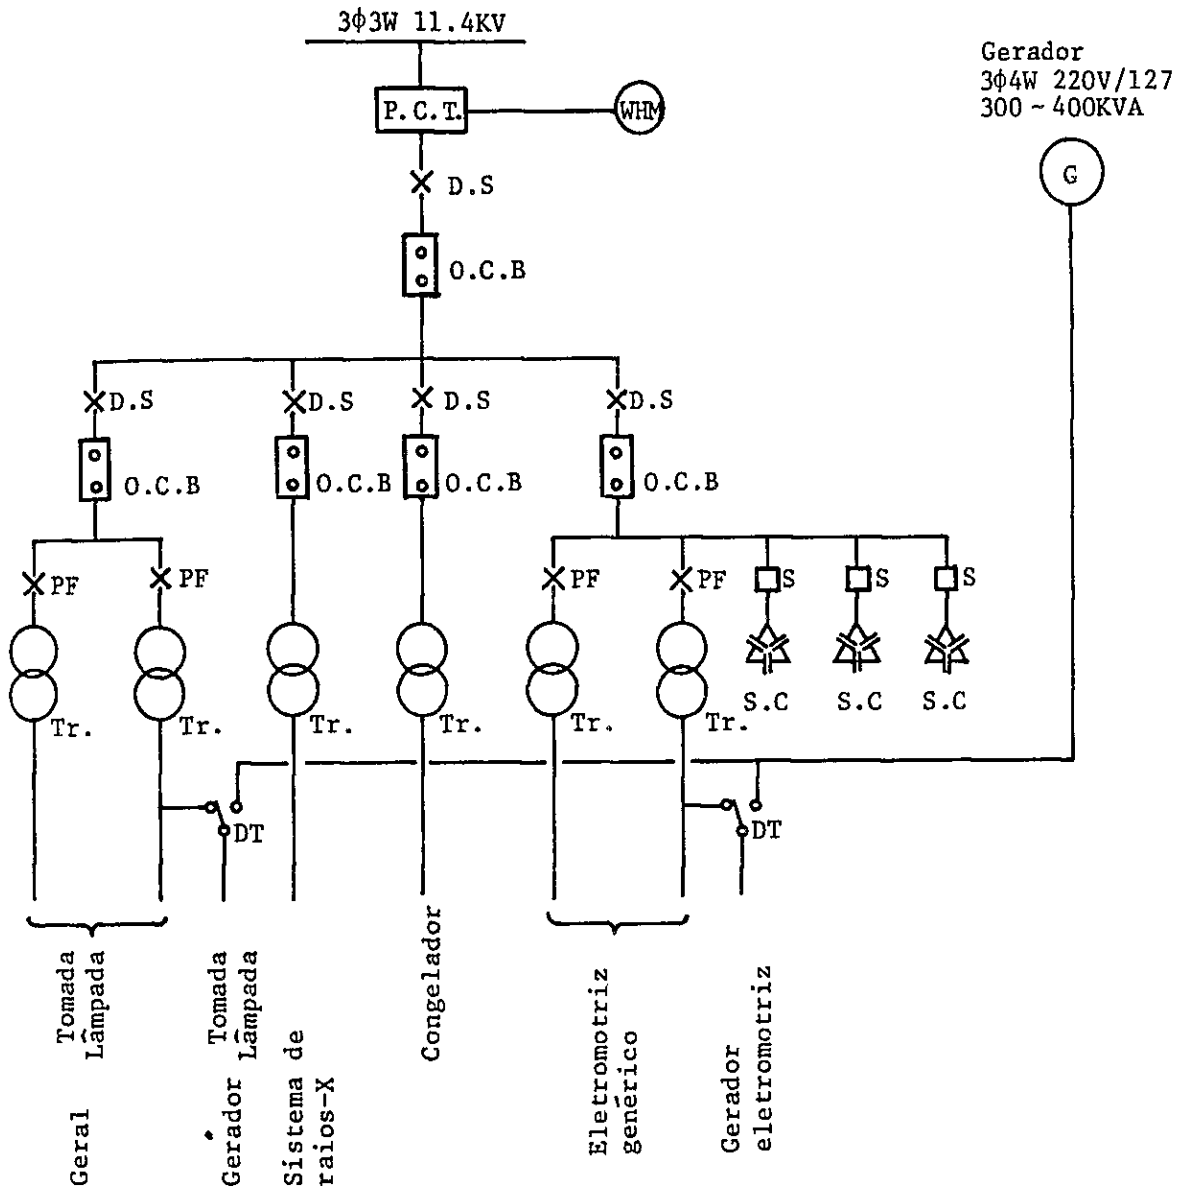 3φ3W 11.4KV
P.C.T.
WHM
Gerador
3φ4W 220V/127
300 ~ 400KVA
G
D.S
O.C.B
D.S
D.S
D.S
D.S
O.C.B
O.C.B
O.C.B
O.C.B
PF
PF
PF
PF
S
S
S
S.C
S.C
S.C
Tr.
Tr.
Tr.
Tr.
Tr.
Tr.
DT
DT
Geral
Tomada
Lâmpada
Gerador
Tomada
Lâmpada
Sístema de
raios-X
Congelador
Eletromotriz
genérico
Gerador
eletromotriz